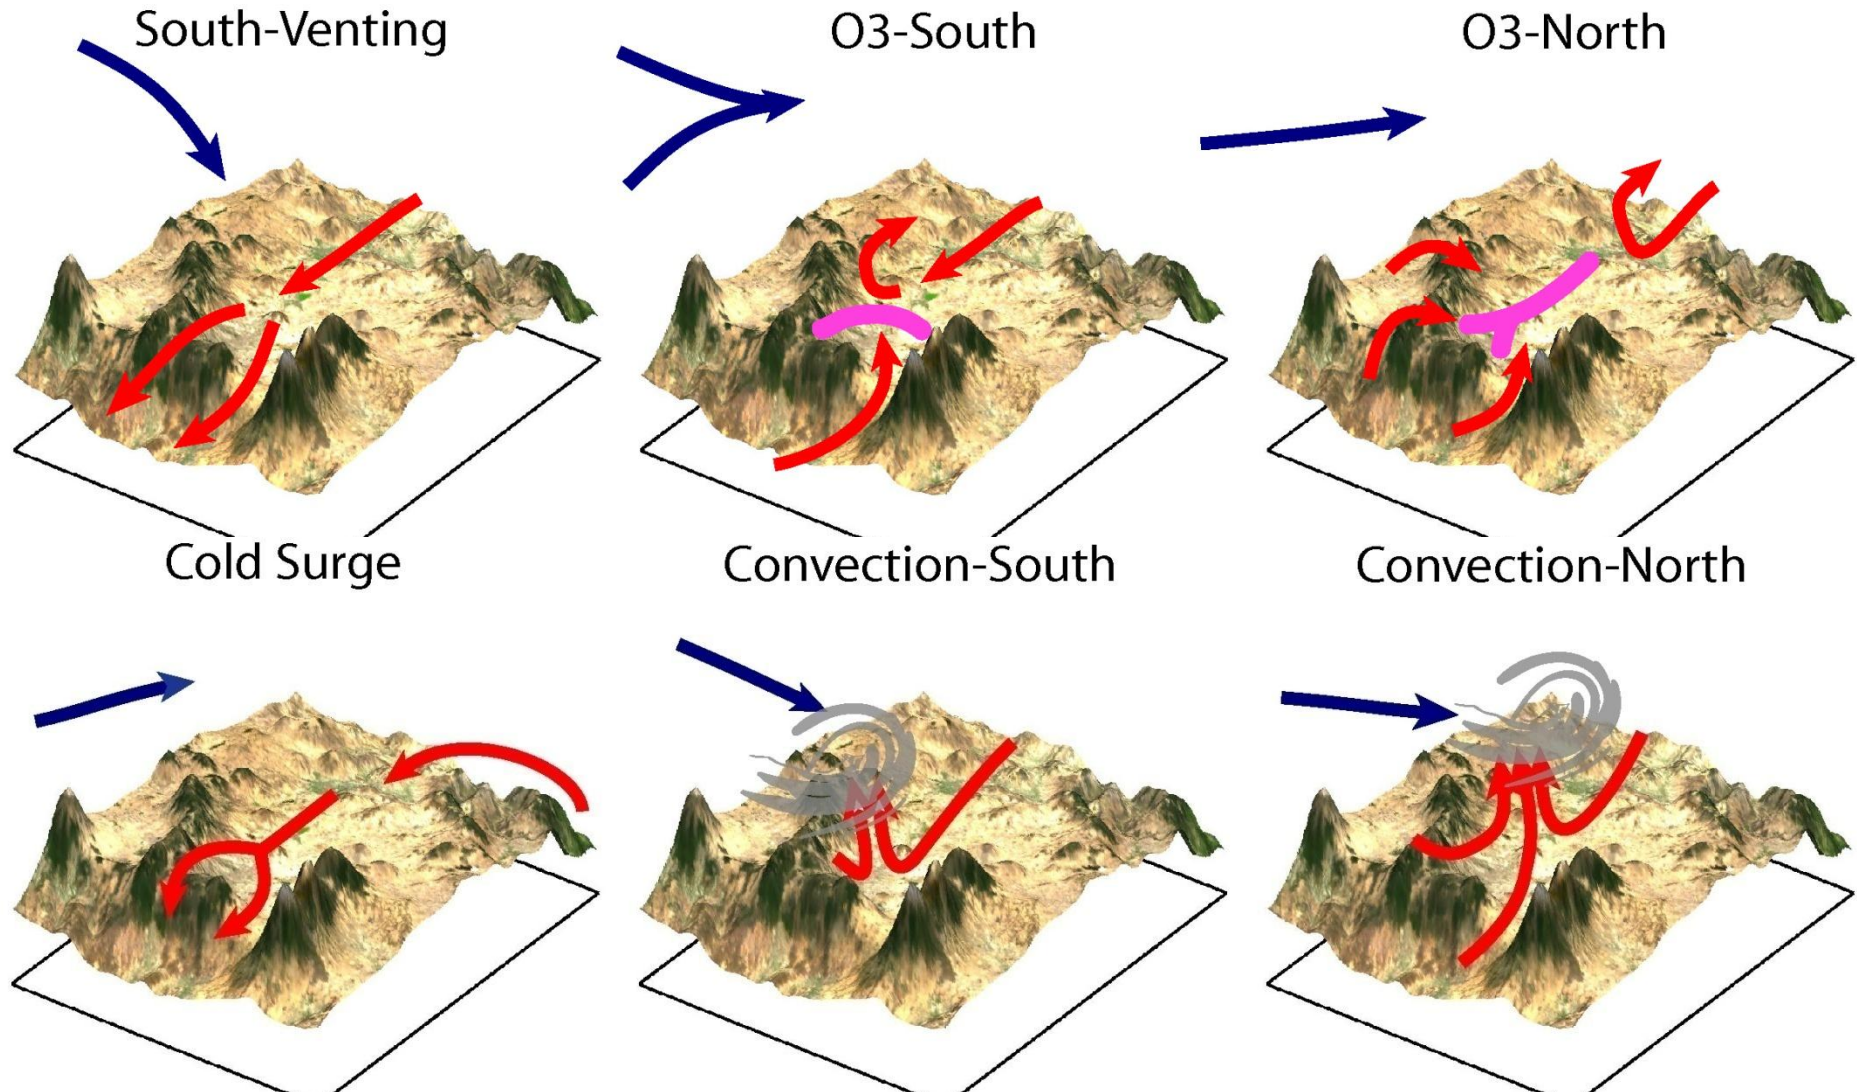 South-Venting
O3-South
O3-North
Cold Surge
Convection-South
Convection-North